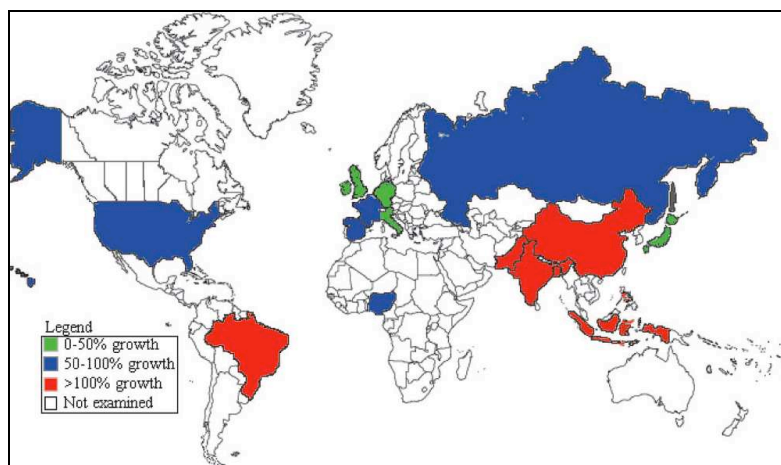 Legend
0-50% growth
50-100% growth
>100% growth
Not examined